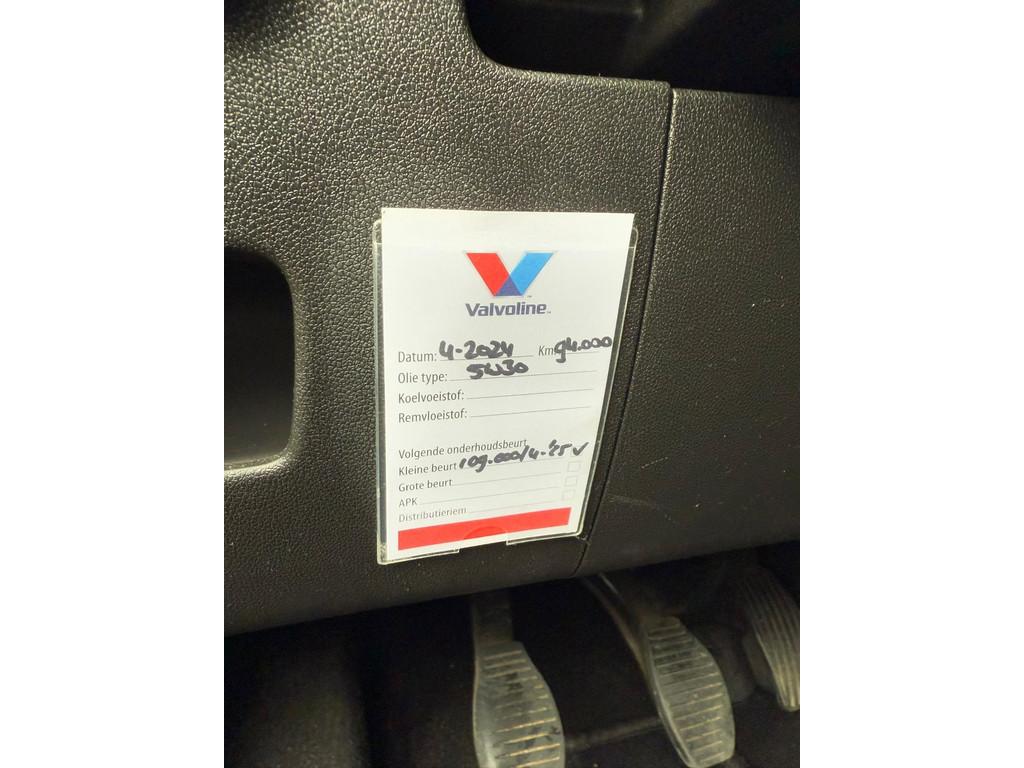 Valvoline™
Datum: 4-2024 Km 94.000
Olie type: 5W30
Koelvoeistof:
Remvloeistof:
Volgende onderhoudsbeurt
Kleine beurt 109.000/4-'25 ✓
Grote beurt
APK
Distributieriem